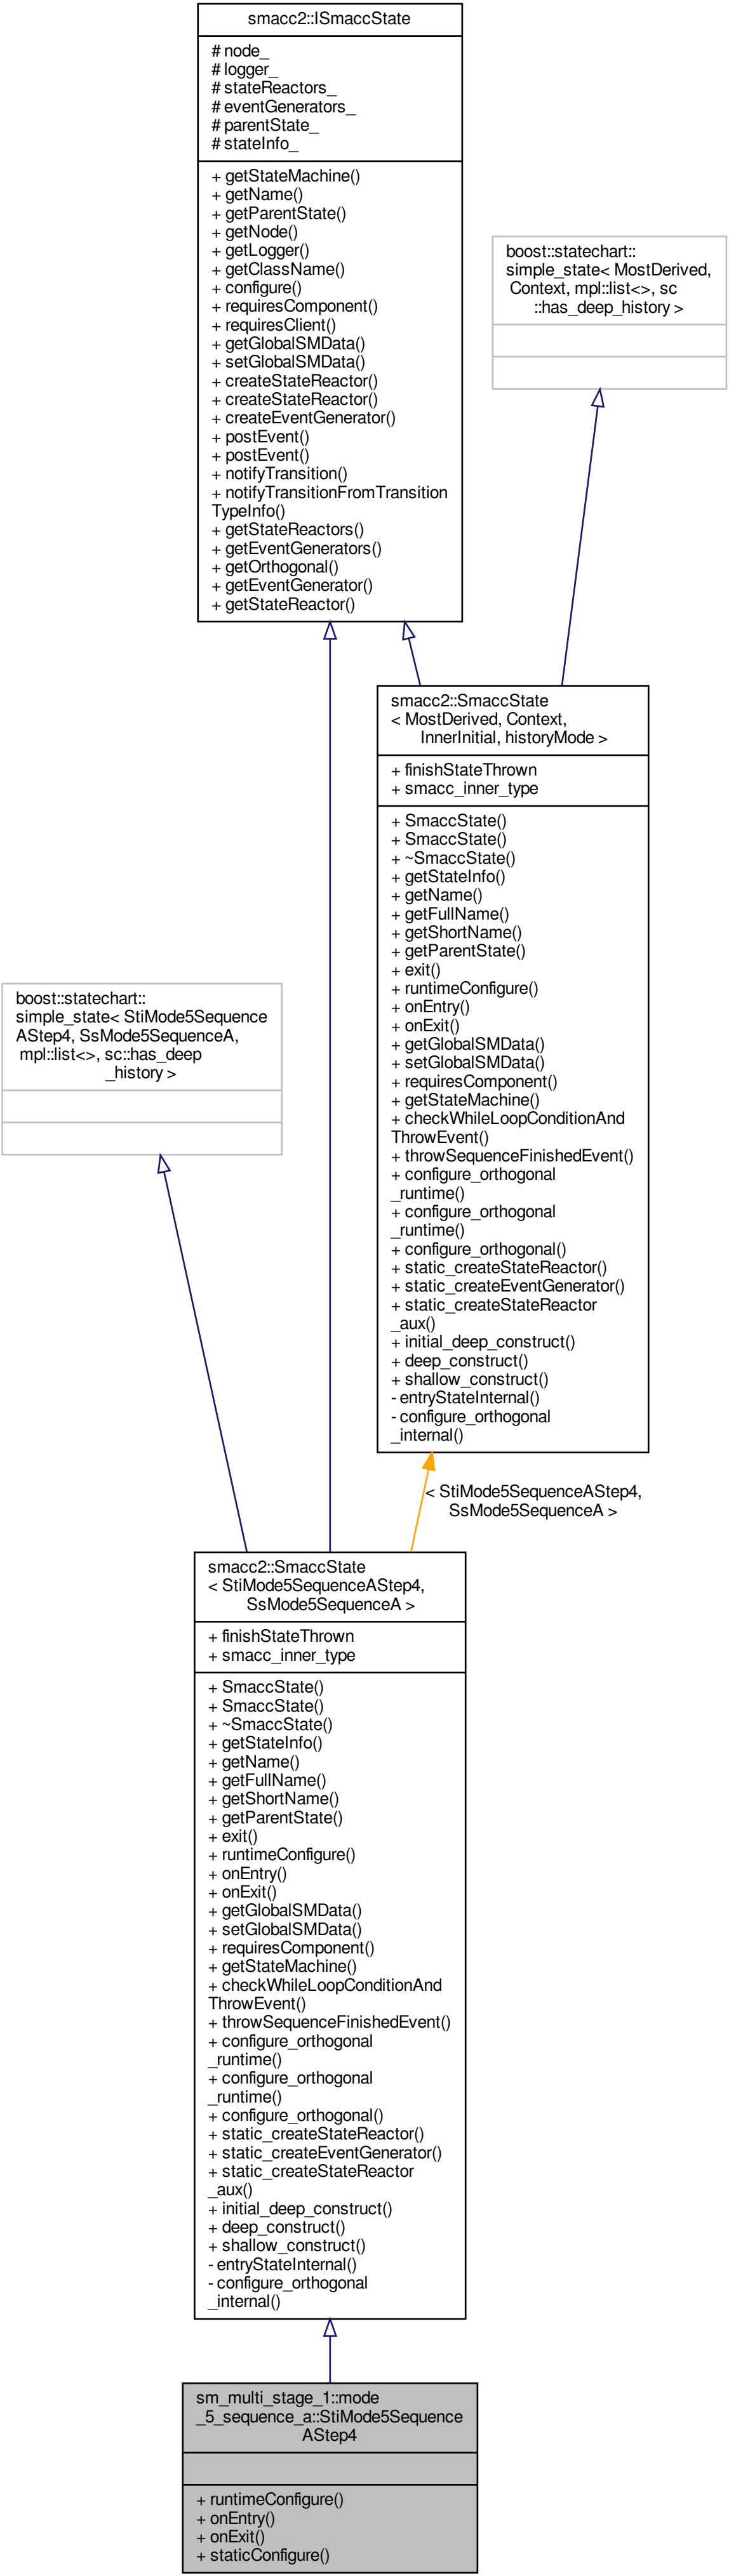 smacc2::ISmaccState
# node_
# logger_
# stateReactors_
# eventGenerators_
# parentState_
# stateInfo_
+ getStateMachine()
+ getName()
+ getParentState()
+ getNode()
+ getLogger()
+ getClassName()
+ configure()
+ requiresComponent()
+ requiresClient()
+ getGlobalSMData()
+ setGlobalSMData()
+ createStateReactor()
+ createStateReactor()
+ createEventGenerator()
+ postEvent()
+ postEvent()
+ notifyTransition()
+ notifyTransitionFromTransition
TypeInfo()
+ getStateReactors()
+ getEventGenerators()
+ getOrthogonal()
+ getEventGenerator()
+ getStateReactor()
boost::statechart::
simple_state< MostDerived,
Context, mpl::list<>, sc
::has_deep_history >
smacc2::SmaccState
< MostDerived, Context,
InnerInitial, historyMode >
+ finishStateThrown
+ smacc_inner_type
+ SmaccState()
+ SmaccState()
+ ~SmaccState()
+ getStateInfo()
+ getName()
+ getFullName()
+ getShortName()
+ getParentState()
+ exit()
+ runtimeConfigure()
+ onEntry()
+ onExit()
+ getGlobalSMData()
+ setGlobalSMData()
+ requiresComponent()
+ getStateMachine()
+ checkWhileLoopConditionAnd
ThrowEvent()
+ throwSequenceFinishedEvent()
+ configure_orthogonal
_runtime()
+ configure_orthogonal
_runtime()
+ configure_orthogonal()
+ static_createStateReactor()
+ static_createEventGenerator()
+ static_createStateReactor
_aux()
+ initial_deep_construct()
+ deep_construct()
+ shallow_construct()
- entryStateInternal()
- configure_orthogonal
_internal()
boost::statechart::
simple_state< StiMode5Sequence
AStep4, SsMode5SequenceA,
mpl::list<>, sc::has_deep
_history >
< StiMode5SequenceAStep4,
SsMode5SequenceA >
smacc2::SmaccState
< StiMode5SequenceAStep4,
SsMode5SequenceA >
+ finishStateThrown
+ smacc_inner_type
+ SmaccState()
+ SmaccState()
+ ~SmaccState()
+ getStateInfo()
+ getName()
+ getFullName()
+ getShortName()
+ getParentState()
+ exit()
+ runtimeConfigure()
+ onEntry()
+ onExit()
+ getGlobalSMData()
+ setGlobalSMData()
+ requiresComponent()
+ getStateMachine()
+ checkWhileLoopConditionAnd
ThrowEvent()
+ throwSequenceFinishedEvent()
+ configure_orthogonal
_runtime()
+ configure_orthogonal
_runtime()
+ configure_orthogonal()
+ static_createStateReactor()
+ static_createEventGenerator()
+ static_createStateReactor
_aux()
+ initial_deep_construct()
+ deep_construct()
+ shallow_construct()
- entryStateInternal()
- configure_orthogonal
_internal()
sm_multi_stage_1::mode
_5_sequence_a::StiMode5Sequence
AStep4
+ runtimeConfigure()
+ onEntry()
+ onExit()
+ staticConfigure()